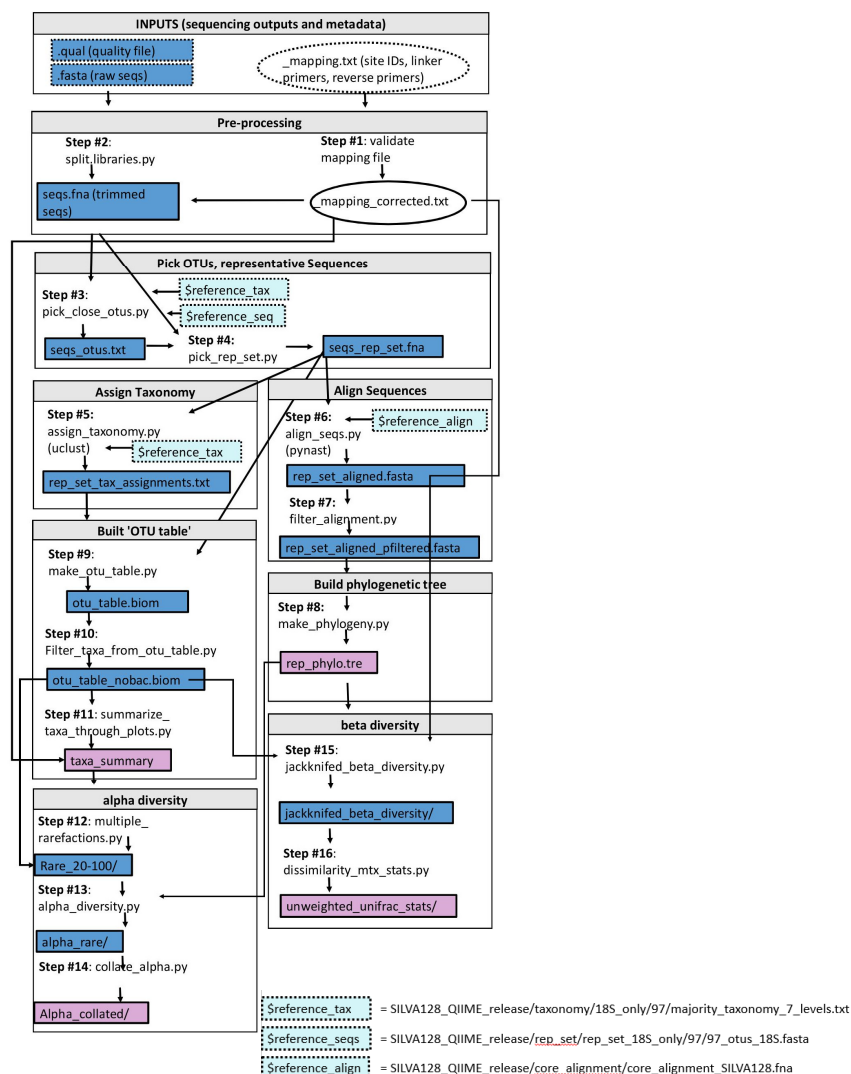 INPUTS (sequencing outputs and metadata)
.qual (quality file)
.fasta (raw seqs)
_mapping.txt (site IDs, linker
primers, reverse primers)
Pre-processing
Step #2:
split.libraries.py
seqs.fna (trimmed
seqs)
Step #1: validate
mapping file
_mapping_corrected.txt
Pick OTUs, representative Sequences
$reference_tax
$reference_seq
Step #3:
pick_close_otus.py
seqs_otus.txt
Step #4:
pick_rep_set.py
seqs_rep_set.fna
Assign Taxonomy
Step #5:
assign_taxonomy.py
(uclust)
$reference_tax
rep_set_tax_assignments.txt
Align Sequences
Step #6:
align_seqs.py
(pynast)
$reference_align
rep_set_aligned.fasta
Step #7:
filter_alignment.py
rep_set_aligned_pfiltered.fasta
Built 'OTU table'
Step #9:
make_otu_table.py
otu_table.biom
Step #10:
Filter_taxa_from_otu_table.py
otu_table_nobac.biom
Step #11: summarize_
taxa_through_plots.py
taxa_summary
Build phylogenetic tree
Step #8:
make_phylogeny.py
rep_phylo.tre
beta diversity
Step #15:
jackknifed_beta_diversity.py
jackknifed_beta_diversity/
Step #16:
dissimilarity_mtx_stats.py
unweighted_unifrac_stats/
alpha diversity
Step #12: multiple_
rarefactions.py
Rare_20-100/
Step #13:
alpha_diversity.py
alpha_rare/
Step #14: collate_alpha.py
Alpha_collated/
$reference_tax = SILVA128_QIIME_release/taxonomy/18S_only/97/majority_taxonomy_7_levels.txt
$reference_seqs = SILVA128_QIIME_release/rep_set/rep_set_18S_only/97/97_otus_18S.fasta
$reference_align = SILVA128_QIIME_release/core_alignment/core_alignment_SILVA128.fna